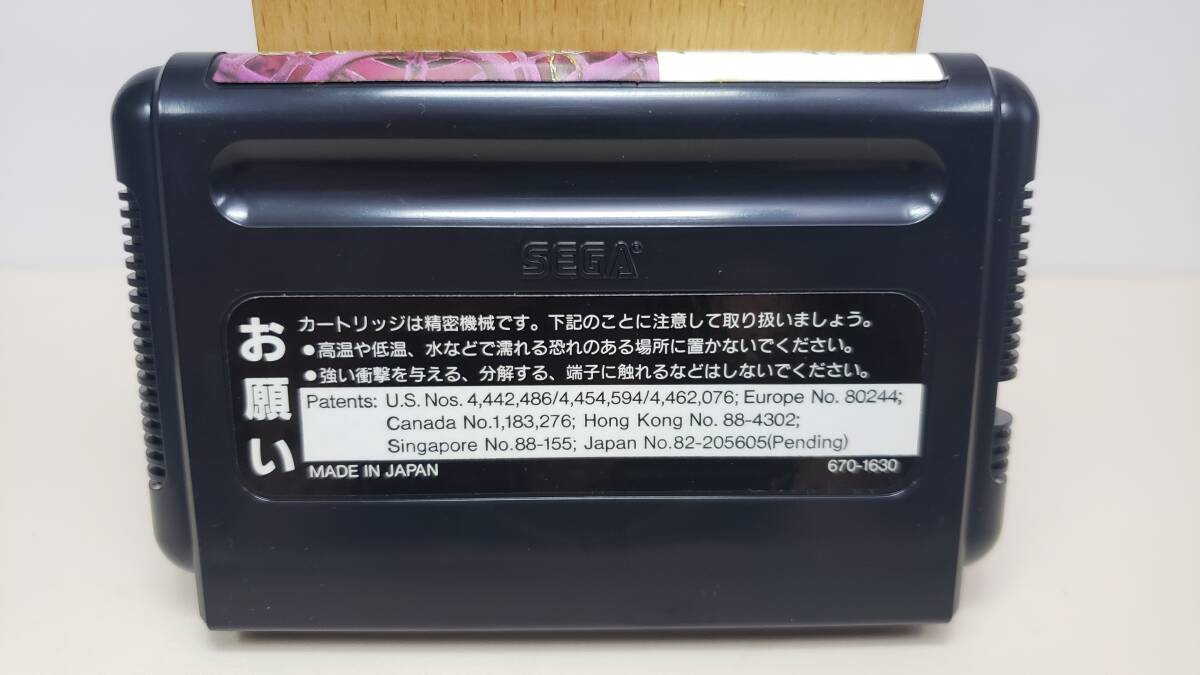 SEGA®
お願い
カートリッジは精密機械です。下記のことに注意して取り扱いましょう。
●高温や低温、水などで濡れる恐れのある場所に置かないでください。
●強い衝撃を与える、分解する、端子に触れるなどはしないでください。
Patents: U.S. Nos. 4,442,486/4,454,594/4,462,076; Europe No. 80244;
Canada No.1,183,276; Hong Kong No. 88-4302;
Singapore No.88-155; Japan No.82-205605(Pending)
MADE IN JAPAN 670-1630